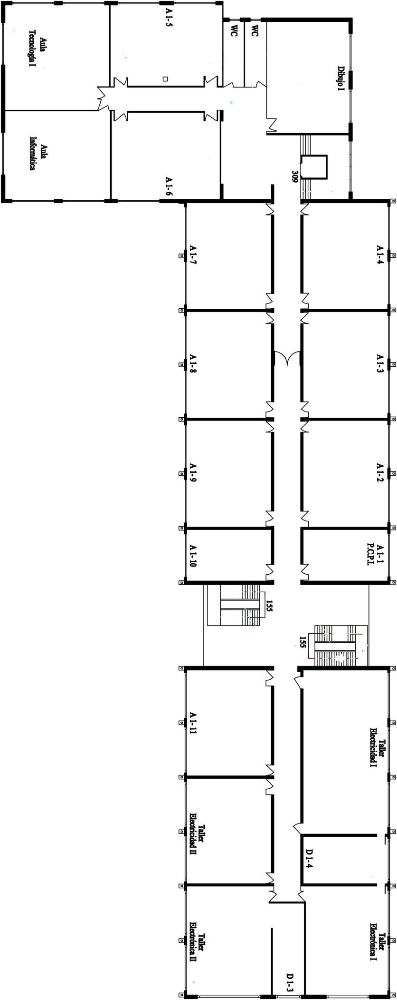 Aula
Tecnología I
A 1- 5
WC
WC
Dibujo I
Aula
Informática
A 1- 6
309
A 1- 7
A 1- 4
A 1- 8
A 1- 3
A 1- 9
A 1- 2
A 1- 10
A 1- 1
P.C.P.I.
155
155
A 1- 11
Taller
Electricidad I
Taller
Electricidad II
D 1- 4
Taller
Electrónica II
Taller
Electrónica I
D 1- 3